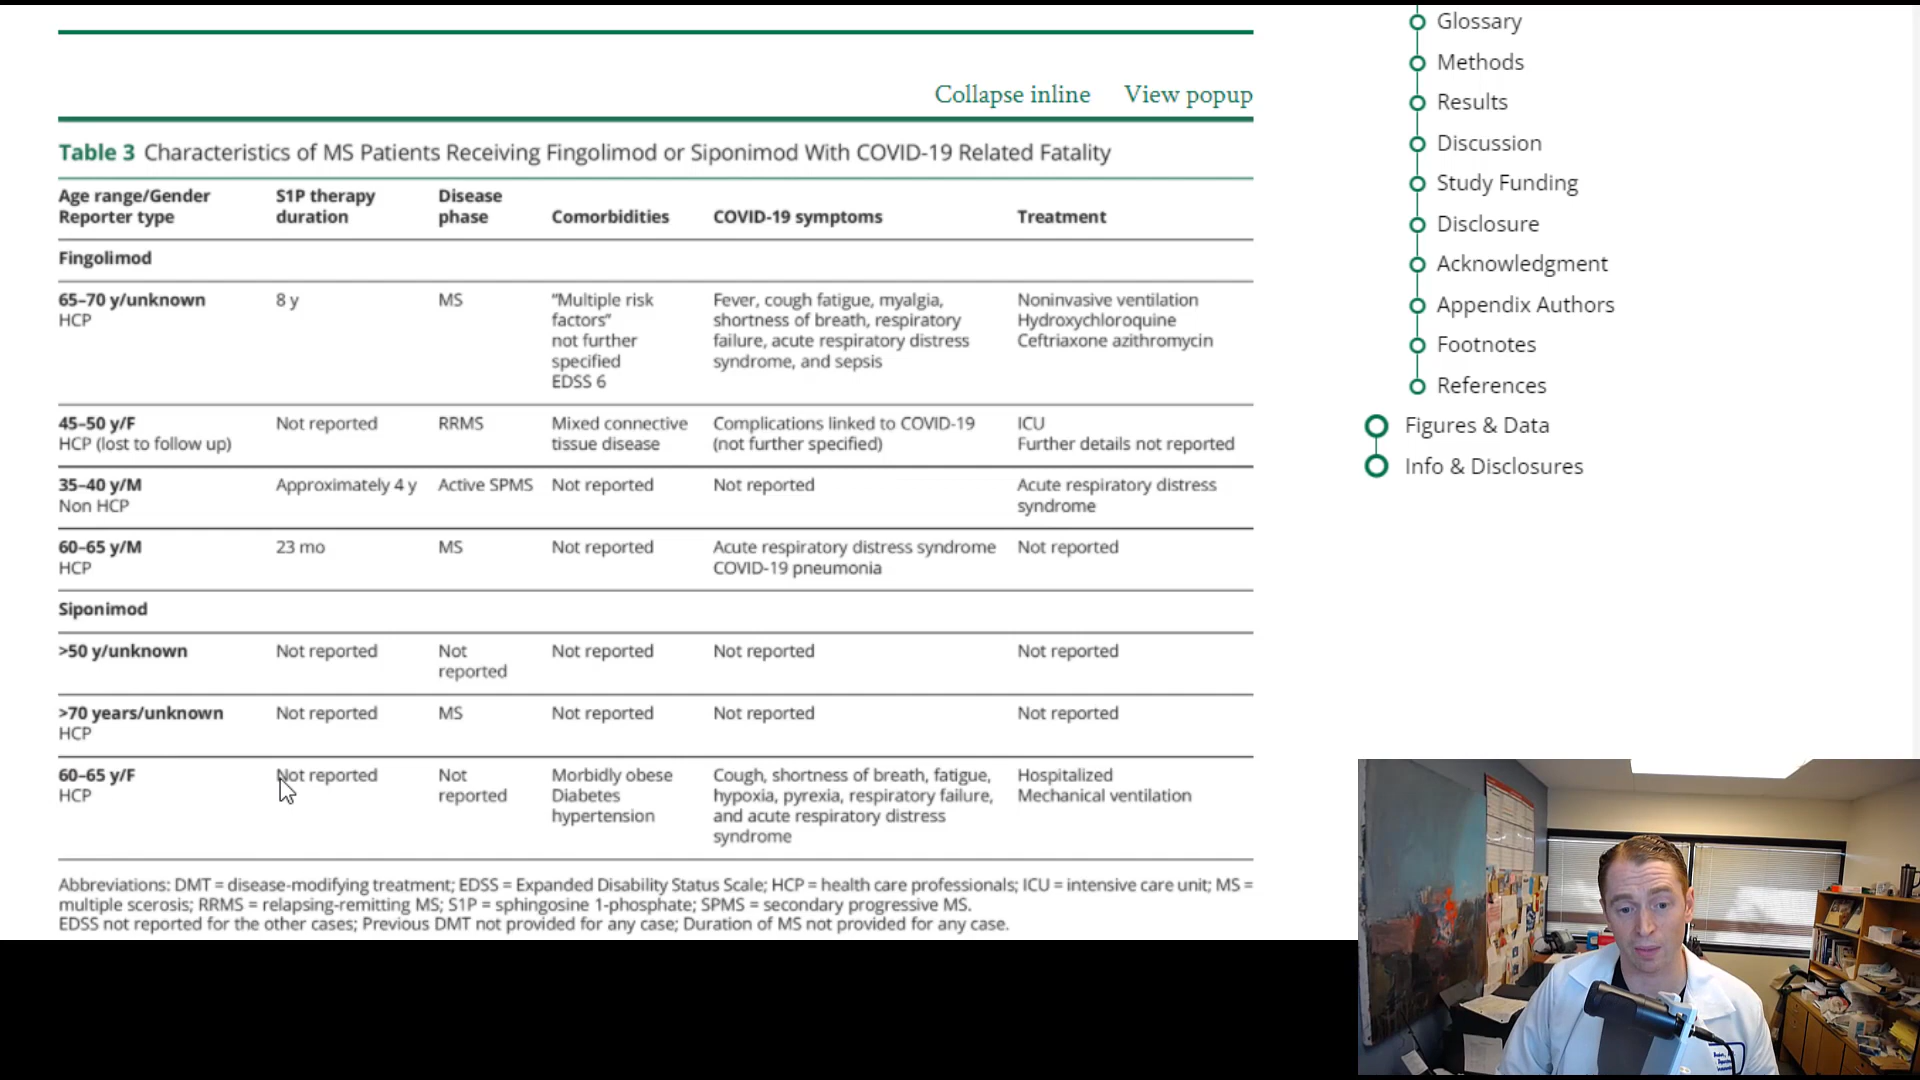 Collapse inline View popup
Table 3 Characteristics of MS Patients Receiving Fingolimod or Siponimod With COVID-19 Related Fatality
Age range/Gender S1P therapy Disease
Reporter type duration phase Comorbidities COVID-19 symptoms Treatment
Fingolimod
65–70 y/unknown 8 y MS “Multiple risk Fever, cough fatigue, myalgia, Noninvasive ventilation
HCP factors” shortness of breath, respiratory Hydroxychloroquine
not further failure, acute respiratory distress Ceftriaxone azithromycin
specified syndrome, and sepsis
EDSS 6
45–50 y/F Not reported RRMS Mixed connective Complications linked to COVID-19 ICU
HCP (lost to follow up) tissue disease (not further specified) Further details not reported
35–40 y/M Approximately 4 y Active SPMS Not reported Not reported Acute respiratory distress
Non HCP syndrome
60–65 y/M 23 mo MS Not reported Acute respiratory distress syndrome Not reported
HCP COVID-19 pneumonia
Siponimod
>50 y/unknown Not reported Not Not reported Not reported Not reported
reported
>70 years/unknown Not reported MS Not reported Not reported Not reported
HCP
60–65 y/F Not reported Not Morbidly obese Cough, shortness of breath, fatigue, Hospitalized
HCP reported Diabetes hypoxia, pyrexia, respiratory failure, Mechanical ventilation
hypertension and acute respiratory distress
syndrome
Abbreviations: DMT = disease-modifying treatment; EDSS = Expanded Disability Status Scale; HCP = health care professionals; ICU = intensive care unit; MS =
multiple scerosis; RRMS = relapsing-remitting MS; S1P = sphingosine 1-phosphate; SPMS = secondary progressive MS.
EDSS not reported for the other cases; Previous DMT not provided for any case; Duration of MS not provided for any case.
Glossary
Methods
Results
Discussion
Study Funding
Disclosure
Acknowledgment
Appendix Authors
Footnotes
References
Figures & Data
Info & Disclosures